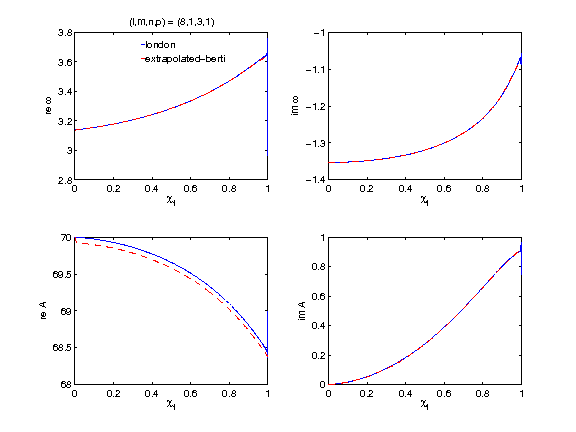 (l,m,n,p) = (8,1,3,1)
3.8
3.6
3.4
3.2
3
2.8
re ω
london
extrapolated−berti
0 0.2 0.4 0.6 0.8 1
χf
−1
−1.1
−1.2
−1.3
−1.4
im ω
0 0.2 0.4 0.6 0.8 1
χf
70
69.5
69
68.5
68
re A
0 0.2 0.4 0.6 0.8 1
χf
1
0.8
0.6
0.4
0.2
0
im A
0 0.2 0.4 0.6 0.8 1
χf